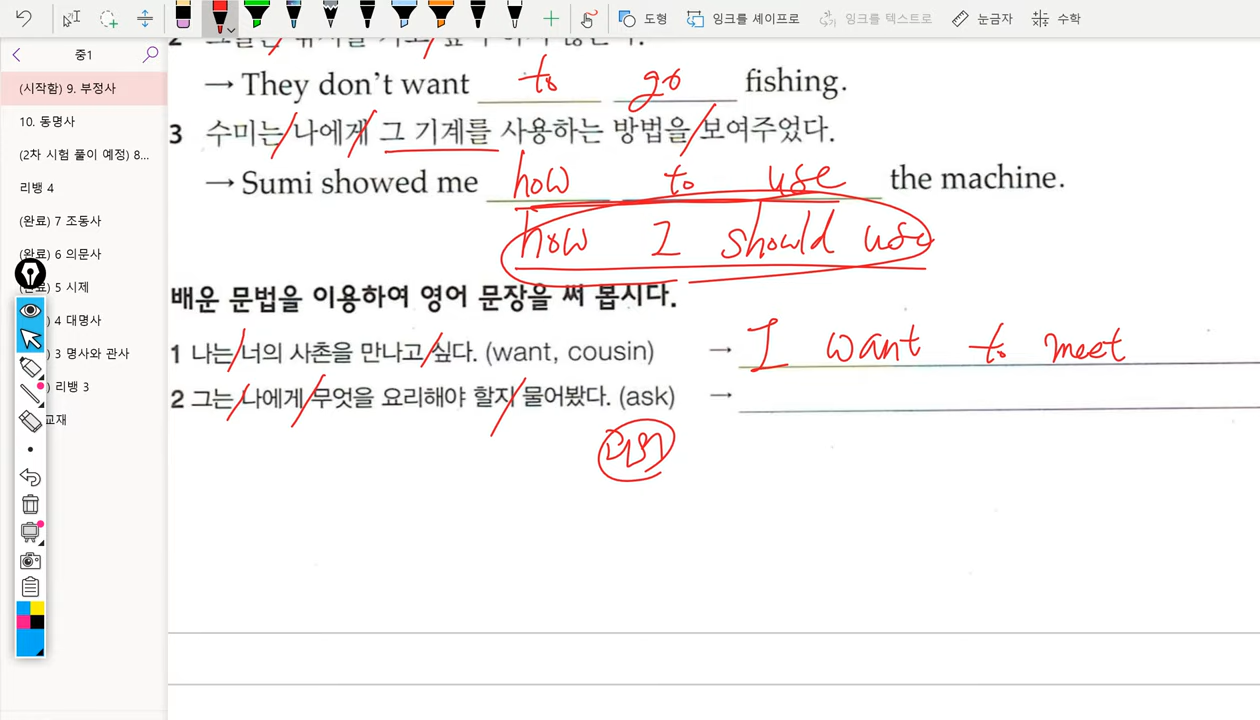 도형 잉크를 셰이프로 잉크를 텍스트로 눈금자 수학
중1
(시작함) 9. 부정사
10. 동명사
(2차 시험 풀이 예정) 8...
리뱅 4
(완료) 7 조동사
(완료) 6 의문사
5 시제
) 4 대명사
) 3 명사와 관사
) 리뱅 3
교재
→ They don't want to go fishing.
3 수미는 나에게 그 기계를 사용하는 방법을 보여주었다.
→ Sumi showed me how to use the machine.
how I should use
배운 문법을 이용하여 영어 문장을 써 봅시다.
1 나는 너의 사촌을 만나고 싶다. (want, cousin) → I want to meet
2 그는 나에게 무엇을 요리해야 할지 물어봤다. (ask) →